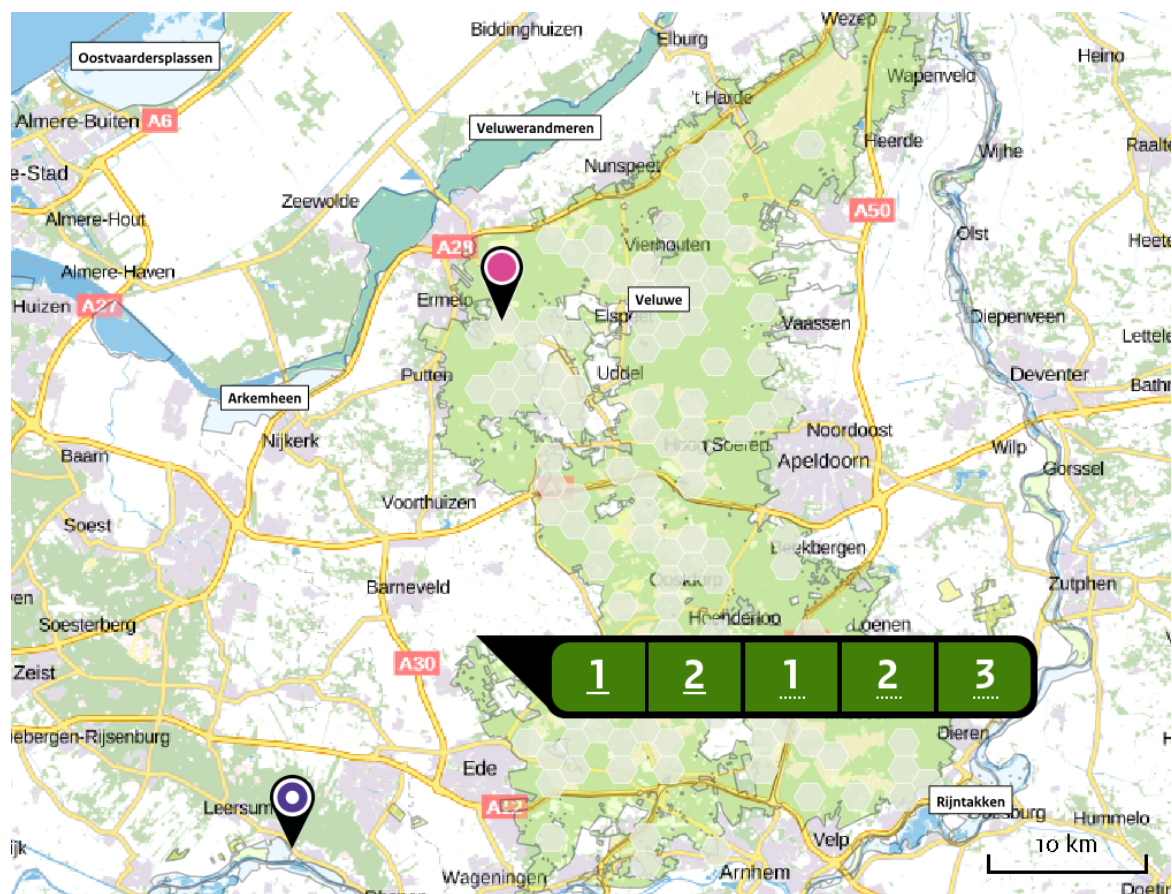 Wezep
Biddinghuizen
Elburg
Oostvaardersplassen
Heino
Wapenveld
't Harde
Almere-Buiten
A6
Veluwerandmeren
Heerde
Raalte
Wijhe
Nunspeet
e-Stad
Zeewolde
A50
Almere-Hout
Olst
Heete
A28
Vierhouten
Almere-Haven
Huizen
A27
Ermelo
Veluwe
Elspeet
Vaassen
Diepenveen
Lettele
Putten
Uddel
Deventer
Bathm
Arkemheen
Nijkerk
Noordoost
Hoog Soeren
Wilp
Baarn
Apeldoorn
Gorssel
Voorthuizen
Soest
Beekbergen
Barneveld
Zutphen
Soesterberg
Hoenderloo
Loenen
A30
Zeist
1 2 1 2 3
ebergen-Rijsenburg
Dieren
Ede
Leersum
A12
Rijntakken
Hummelo
Velp
10 km
Arnhem
Wageningen